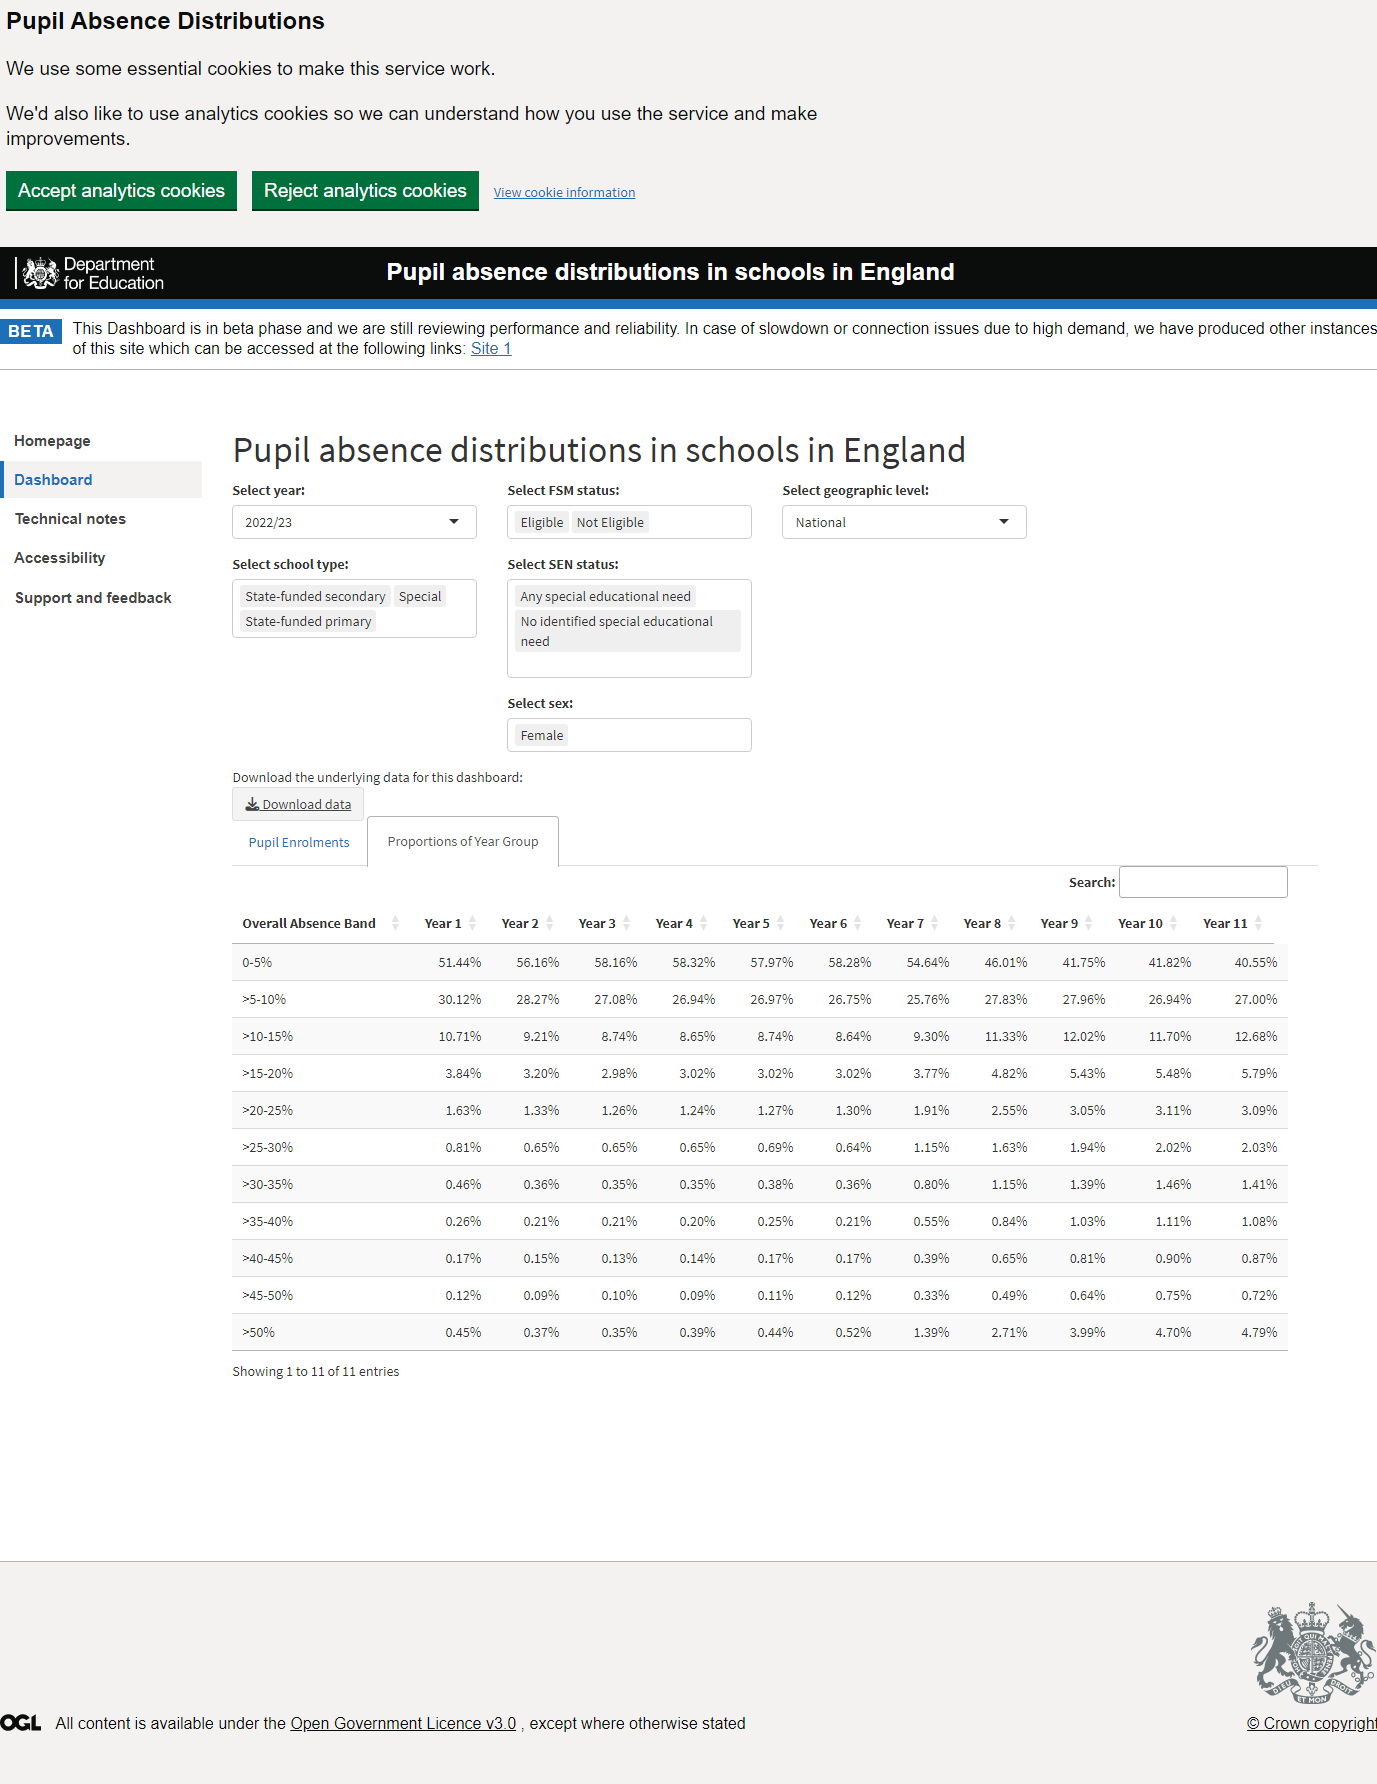 Pupil Absence Distributions
We use some essential cookies to make this service work.
We'd also like to use analytics cookies so we can understand how you use the service and make
improvements.
Accept analytics cookies Reject analytics cookies View cookie information
Department
for Education
Pupil absence distributions in schools in England
BETA This Dashboard is in beta phase and we are still reviewing performance and reliability. In case of slowdown or connection issues due to high demand, we have produced other instances
of this site which can be accessed at the following links: Site 1
Homepage
Dashboard
Technical notes
Accessibility
Support and feedback
Pupil absence distributions in schools in England
Select year: Select FSM status: Select geographic level:
2022/23 Eligible Not Eligible National
Select school type: Select SEN status:
State-funded secondary Special Any special educational need
State-funded primary No identified special educational
need
Select sex:
Female
Download the underlying data for this dashboard:
Download data
Pupil Enrolments Proportions of Year Group
Search:
Overall Absence Band Year 1 Year 2 Year 3 Year 4 Year 5 Year 6 Year 7 Year 8 Year 9 Year 10 Year 11
0-5% 51.44% 56.16% 58.16% 58.32% 57.97% 58.28% 54.64% 46.01% 41.75% 41.82% 40.55%
>5-10% 30.12% 28.27% 27.08% 26.94% 26.97% 26.75% 25.76% 27.83% 27.96% 26.94% 27.00%
>10-15% 10.71% 9.21% 8.74% 8.65% 8.74% 8.64% 9.30% 11.33% 12.02% 11.70% 12.68%
>15-20% 3.84% 3.20% 2.98% 3.02% 3.02% 3.02% 3.77% 4.82% 5.43% 5.48% 5.79%
>20-25% 1.63% 1.33% 1.26% 1.24% 1.27% 1.30% 1.91% 2.55% 3.05% 3.11% 3.09%
>25-30% 0.81% 0.65% 0.65% 0.65% 0.69% 0.64% 1.15% 1.63% 1.94% 2.02% 2.03%
>30-35% 0.46% 0.36% 0.35% 0.35% 0.38% 0.36% 0.80% 1.15% 1.39% 1.46% 1.41%
>35-40% 0.26% 0.21% 0.21% 0.20% 0.25% 0.21% 0.55% 0.84% 1.03% 1.11% 1.08%
>40-45% 0.17% 0.15% 0.13% 0.14% 0.17% 0.17% 0.39% 0.65% 0.81% 0.90% 0.87%
>45-50% 0.12% 0.09% 0.10% 0.09% 0.11% 0.12% 0.33% 0.49% 0.64% 0.75% 0.72%
>50% 0.45% 0.37% 0.35% 0.39% 0.44% 0.52% 1.39% 2.71% 3.99% 4.70% 4.79%
Showing 1 to 11 of 11 entries
OGL All content is available under the Open Government Licence v3.0 , except where otherwise stated
© Crown copyright